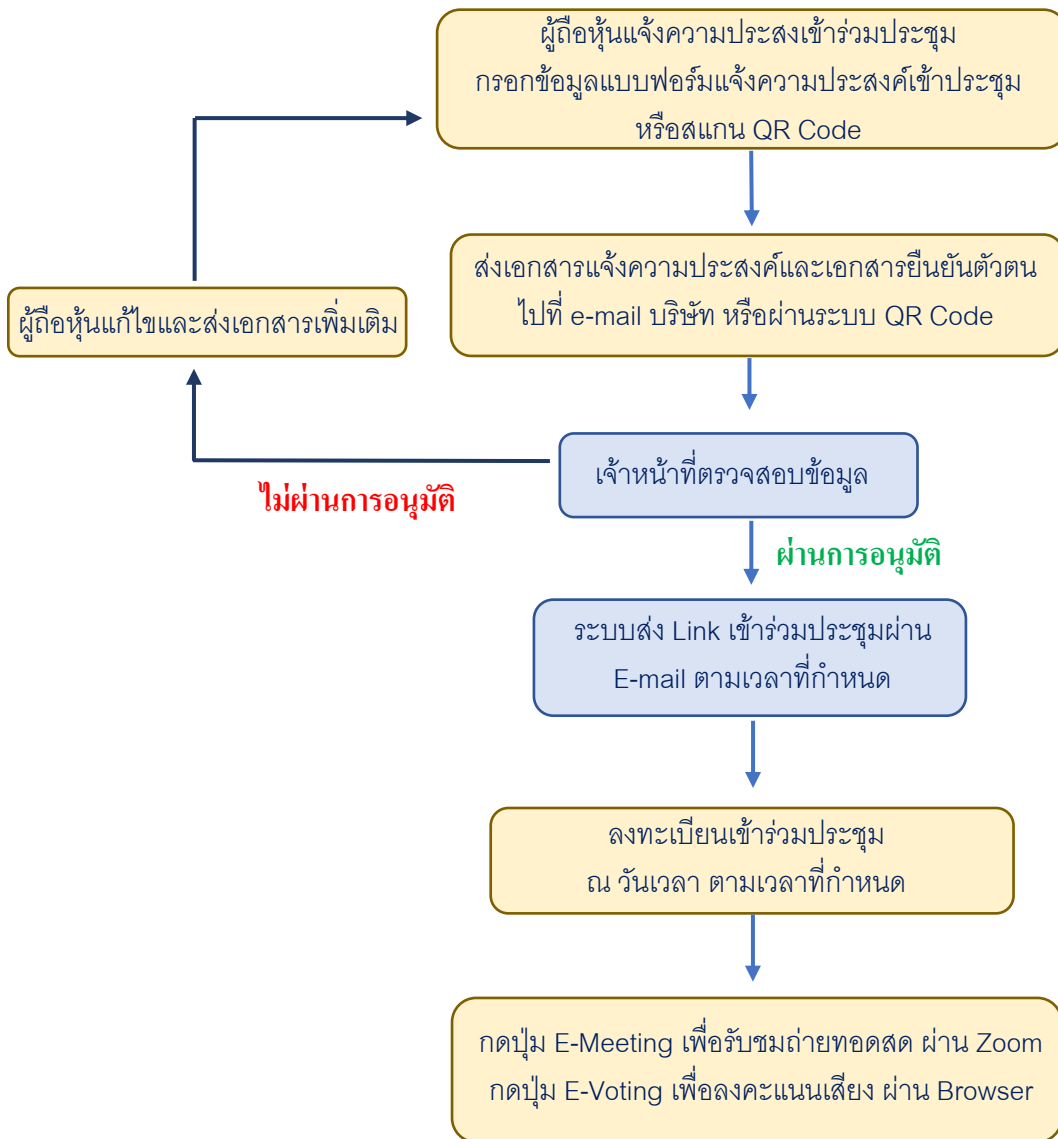 ผู้ถือหุ้นแจ้งความประสงเข้าร่วมประชุม
กรอกข้อมูลแบบฟอร์มแจ้งความประสงค์เข้าประชุม
หรือสแกน QR Code
ส่งเอกสารแจ้งความประสงค์และเอกสารยืนยันตัวตน
ไปที่ e-mail บริษัท หรือผ่านระบบ QR Code
ผู้ถือหุ้นแก้ไขและส่งเอกสารเพิ่มเติม
เจ้าหน้าที่ตรวจสอบข้อมูล
ไม่ผ่านการอนุมัติ
ผ่านการอนุมัติ
ระบบส่ง Link เข้าร่วมประชุมผ่าน
E-mail ตามเวลาที่กำหนด
ลงทะเบียนเข้าร่วมประชุม
ณ วันเวลา ตามเวลาที่กำหนด
กดปุ่ม E-Meeting เพื่อรับชมถ่ายทอดสด ผ่าน Zoom
กดปุ่ม E-Voting เพื่อลงคะแนนเสียง ผ่าน Browser